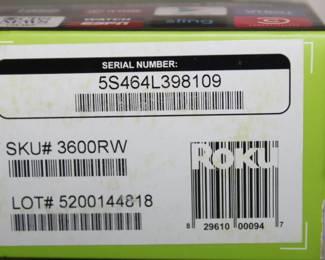 SERIAL NUMBER:
5S464L398109
SKU# 3600RW
ROKU
LOT# 5200144818
8 29610 00094 7